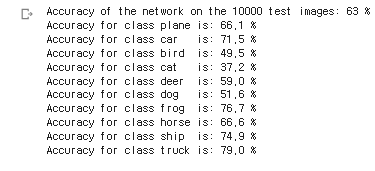 Accuracy of the network on the 10000 test images: 63 %
Accuracy for class plane is: 66.1 %
Accuracy for class car   is: 71.5 %
Accuracy for class bird  is: 49.5 %
Accuracy for class cat   is: 37.2 %
Accuracy for class deer  is: 59.0 %
Accuracy for class dog   is: 51.6 %
Accuracy for class frog  is: 76.7 %
Accuracy for class horse is: 66.6 %
Accuracy for class ship  is: 74.9 %
Accuracy for class truck is: 79.0 %